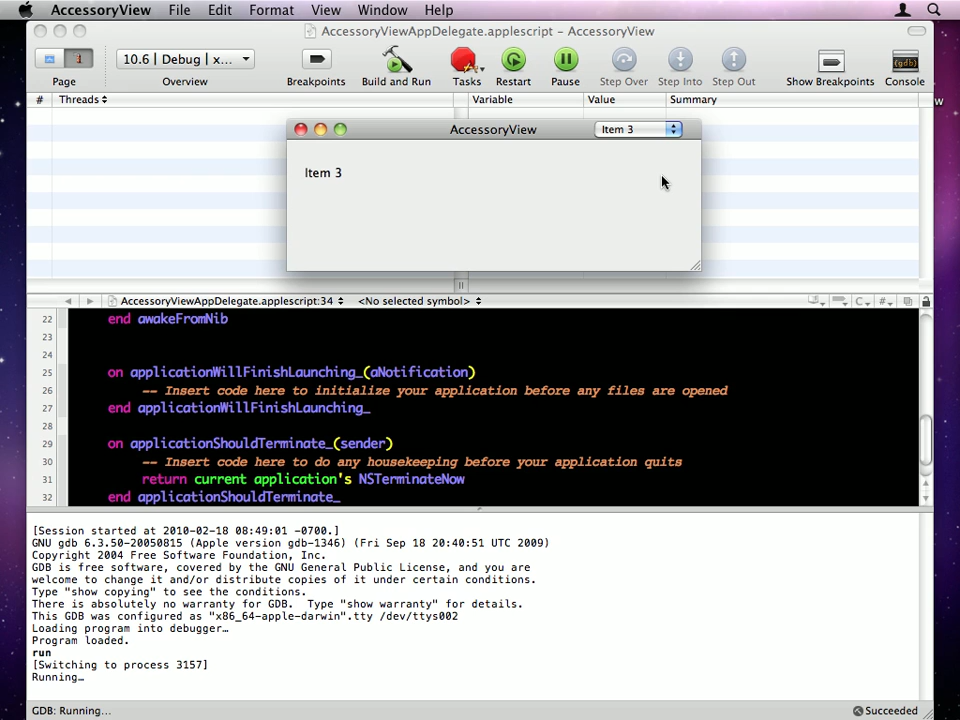 AccessoryView File Edit Format View Window Help
AccessoryViewAppDelegate.applescript – AccessoryView
10.6 | Debug | x...
Page Overview Breakpoints Build and Run Tasks Restart Pause Step Over Step Into Step Out Show Breakpoints Console
gdb
w
# Threads Variable Value Summary
AccessoryView Item 3
Item 3
AccessoryViewAppDelegate.applescript:34 <No selected symbol> C #
22 end awakeFromNib
23
24
25 on applicationWillFinishLaunching_(aNotification)
26 -- Insert code here to initialize your application before any files are opened
27 end applicationWillFinishLaunching_
28
29 on applicationShouldTerminate_(sender)
30 -- Insert code here to do any housekeeping before your application quits
31 return current application's NSTerminateNow
32 end applicationShouldTerminate_
[Session started at 2010-02-18 08:49:01 -0700.]
GNU gdb 6.3.50-20050815 (Apple version gdb-1346) (Fri Sep 18 20:40:51 UTC 2009)
Copyright 2004 Free Software Foundation, Inc.
GDB is free software, covered by the GNU General Public License, and you are
welcome to change it and/or distribute copies of it under certain conditions.
Type "show copying" to see the conditions.
There is absolutely no warranty for GDB.  Type "show warranty" for details.
This GDB was configured as "x86_64-apple-darwin".tty /dev/ttys002
Loading program into debugger…
Program loaded.
run
[Switching to process 3157]
Running…
GDB: Running... Succeeded